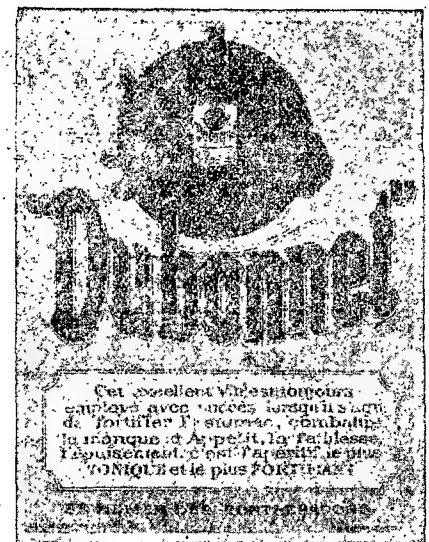 Dubonnet
Cet excellent Vin est toujours
employé avec succès lorsqu'il s'agit
de fortifier l'estomac, combattre
le manque d'Appétit, la faiblesse,
l'épuisement, c'est l'apéritif le plus
TONIQUE et le plus FORTIFIANT